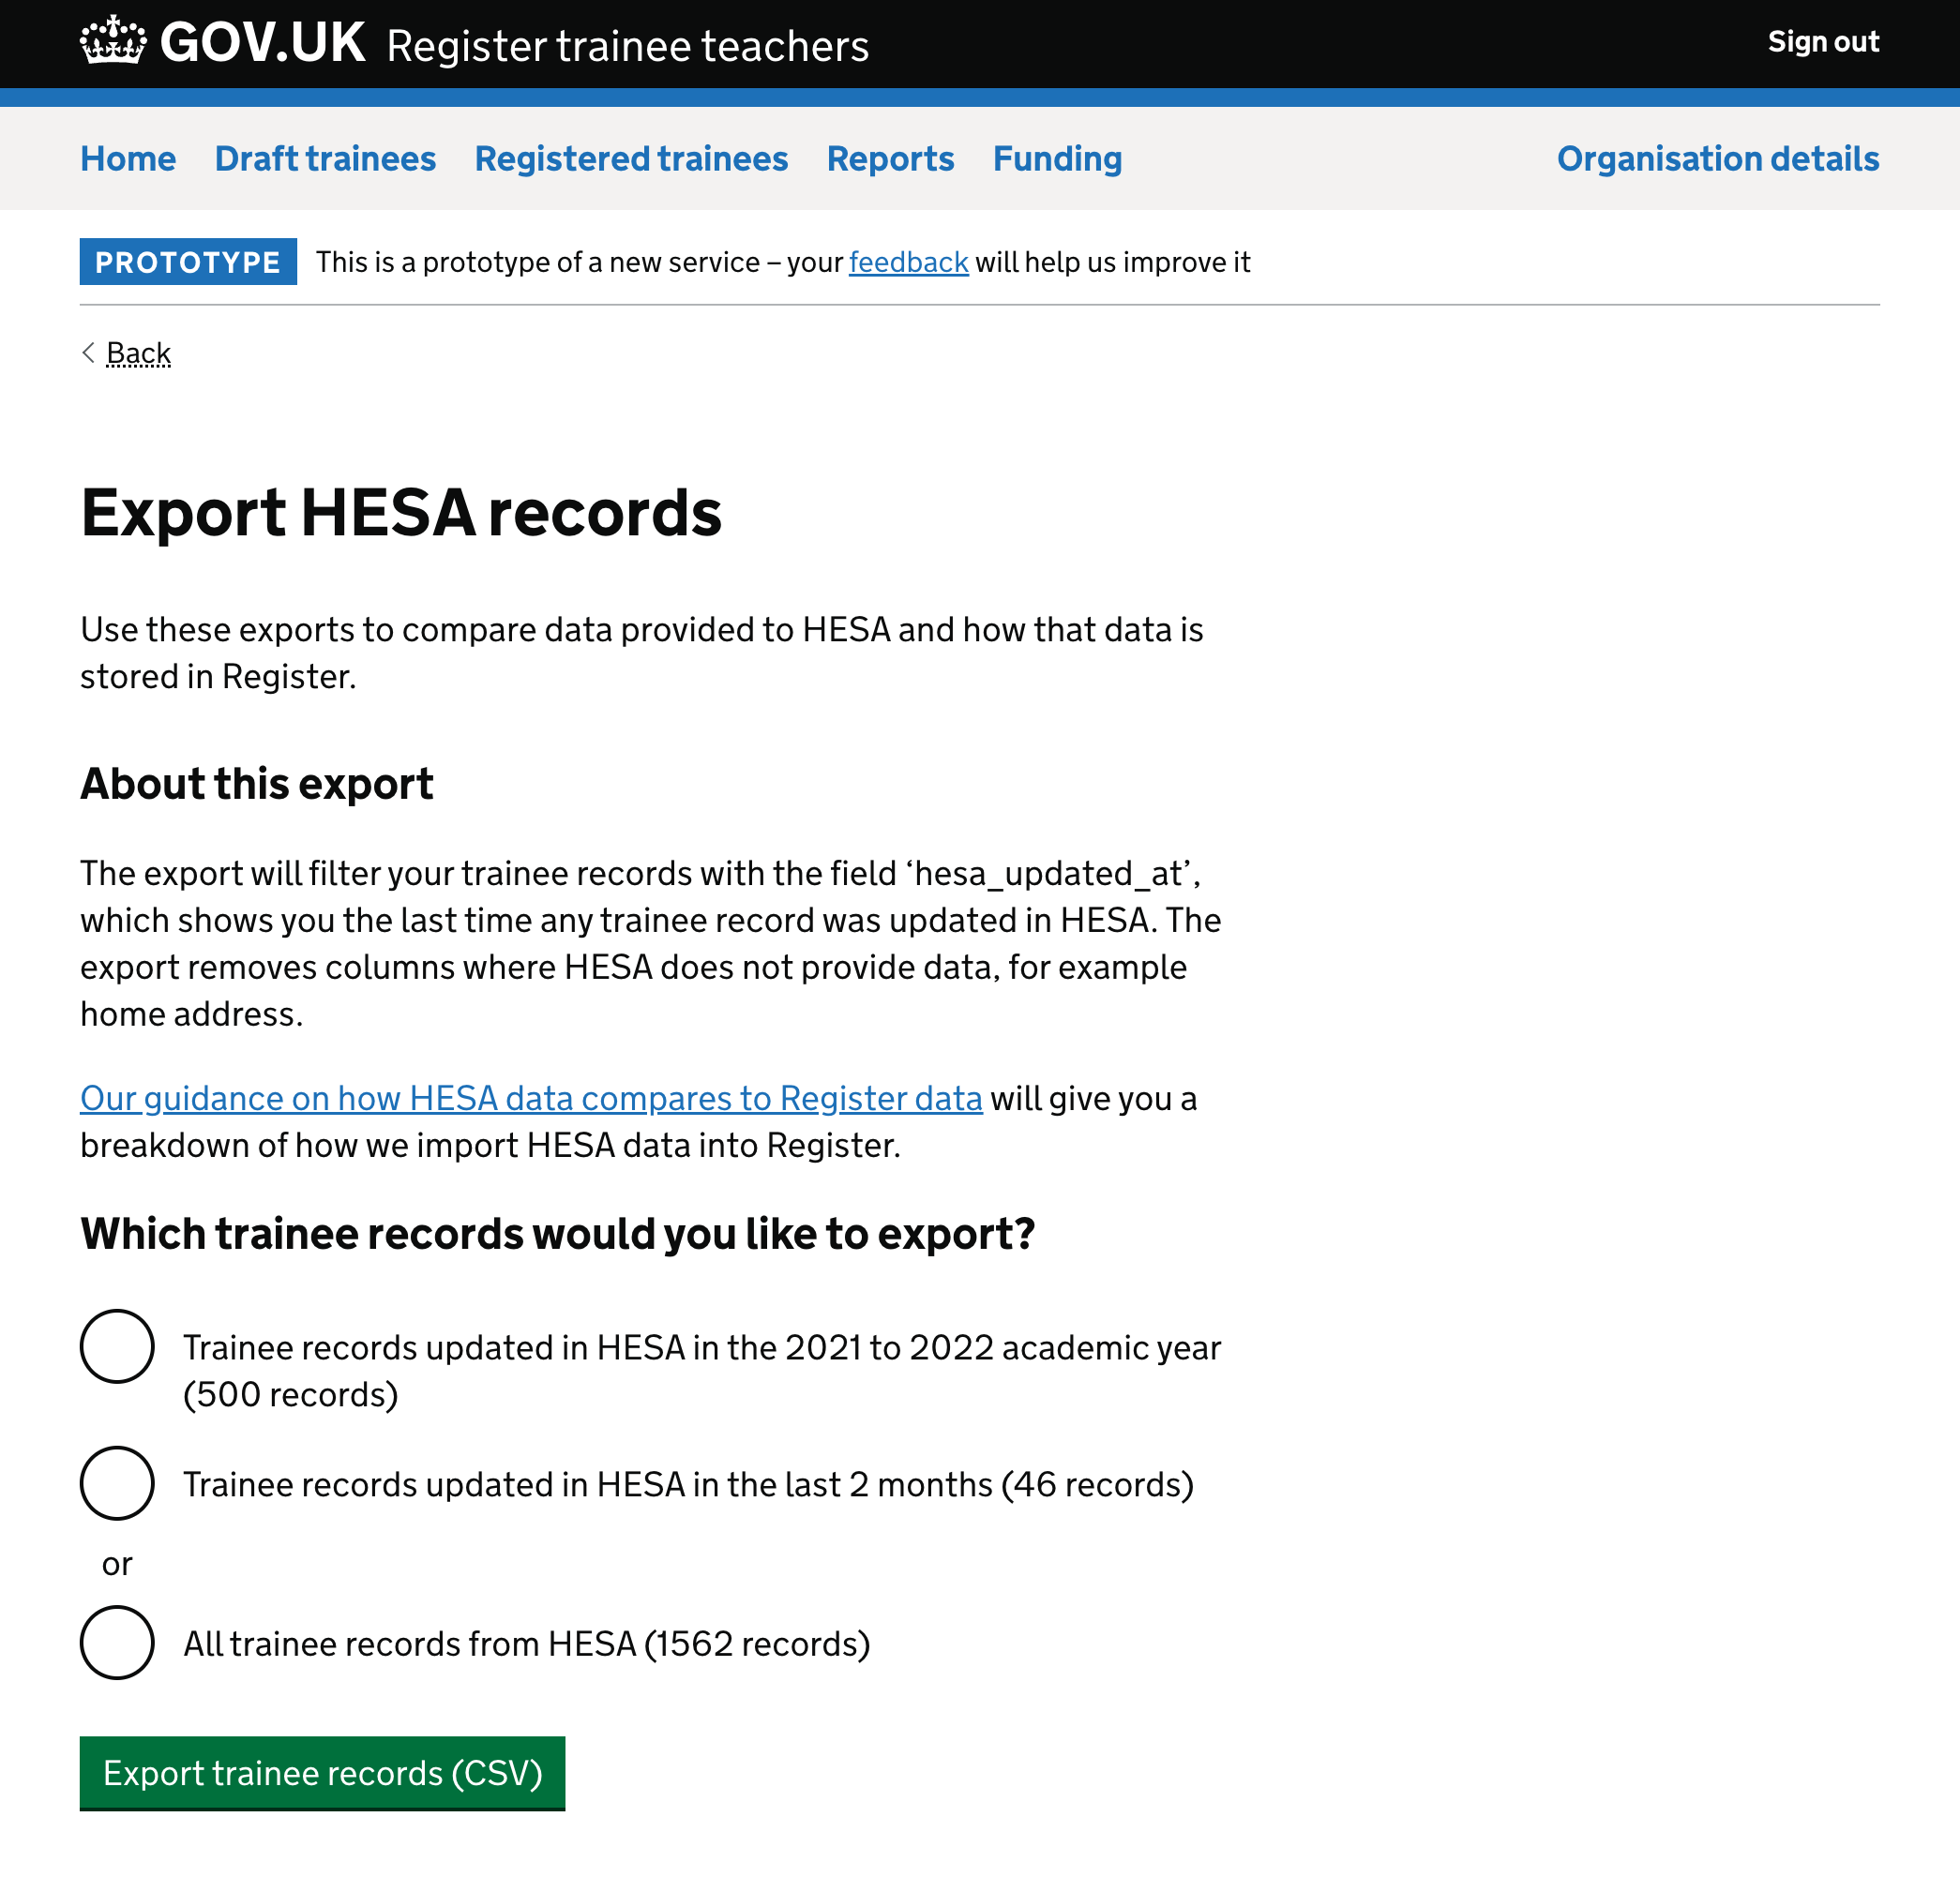 GOV.UK Register trainee teachers Sign out
Home Draft trainees Registered trainees Reports Funding Organisation details
PROTOTYPE This is a prototype of a new service – your feedback will help us improve it
Back
Export HESA records
Use these exports to compare data provided to HESA and how that data is
stored in Register.
About this export
The export will filter your trainee records with the field ‘hesa_updated_at’,
which shows you the last time any trainee record was updated in HESA. The
export removes columns where HESA does not provide data, for example
home address.
Our guidance on how HESA data compares to Register data will give you a
breakdown of how we import HESA data into Register.
Which trainee records would you like to export?
Trainee records updated in HESA in the 2021 to 2022 academic year
(500 records)
Trainee records updated in HESA in the last 2 months (46 records)
or
All trainee records from HESA (1562 records)
Export trainee records (CSV)